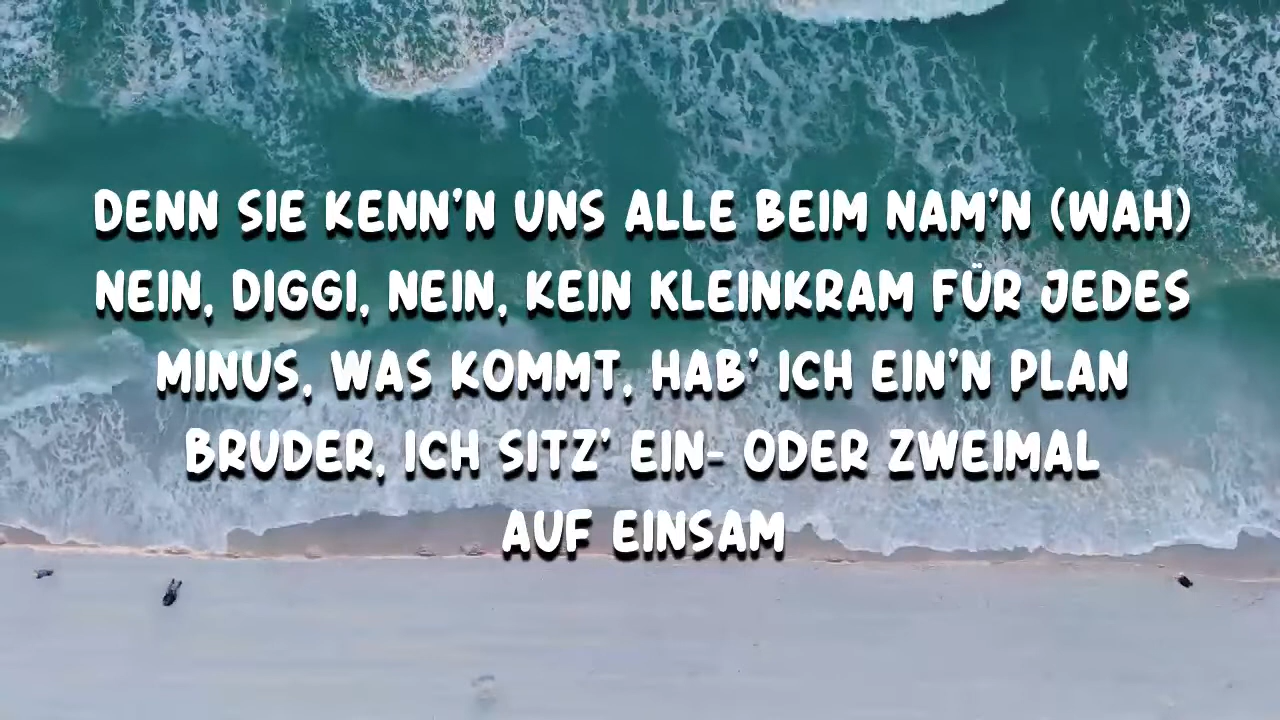 DENN SIE KENN'N UNS ALLE BEIM NAM'N (WAH)
NEIN, DIGGI, NEIN, KEIN KLEINKRAM FÜR JEDES
MINUS, WAS KOMMT, HAB' ICH EIN'N PLAN
BRUDER, ICH SITZ' EIN- ODER ZWEIMAL
AUF EINSAM